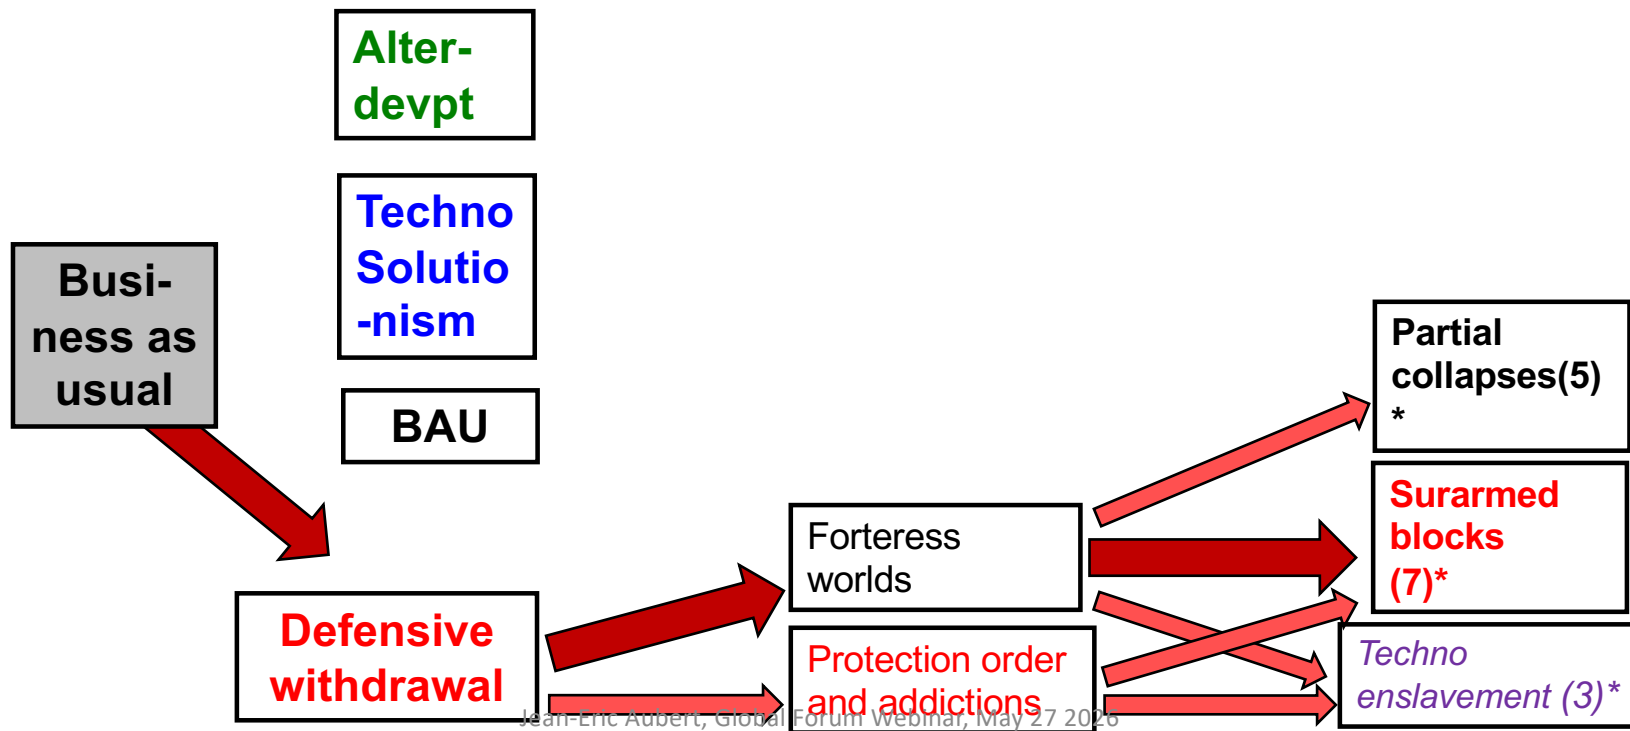 Alter-
devpt
Techno
Solutio
-nism
Busi-
ness as
usual
BAU
Partial
collapses(5)
*
Surarmed
blocks
(7)*
Forteress
worlds
Defensive
withdrawal
Protection order
and addictions
Techno
enslavement (3)*
Jean-Eric Aubert, Global Forum Webinar, May 27 2026